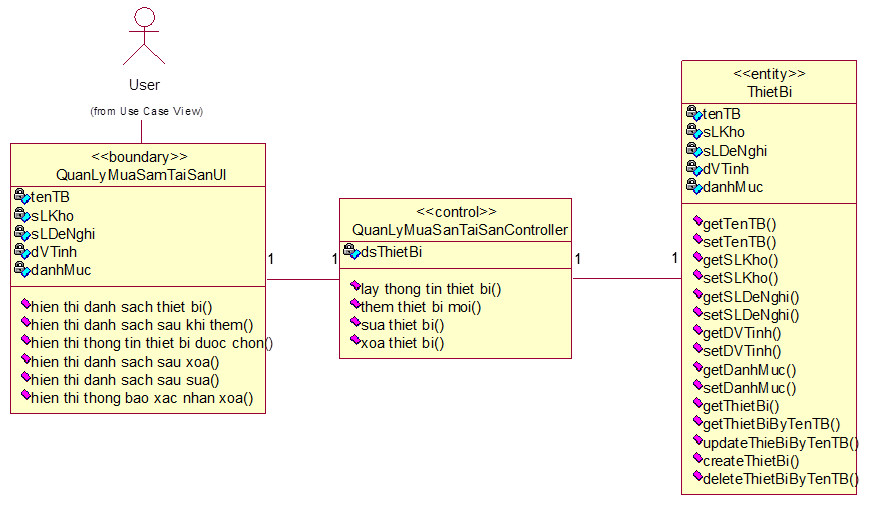 User
(from Use Case View)
<<boundary>>
QuanLyMuaSamTaiSanUI
tenTB
sLKho
sLDeNghi
dVTinh
danhMuc
hien thi danh sach thiet bi()
hien thi danh sach sau khi them()
hien thi thong tin thiet bi duoc chon()
hien thi danh sach sau xoa()
hien thi danh sach sau sua()
hien thi thong bao xac nhan xoa()
1
1
<<control>>
QuanLyMuaSanTaiSanController
dsThietBi
lay thong tin thiet bi()
them thiet bi moi()
sua thiet bi()
xoa thiet bi()
1
1
<<entity>>
ThietBi
tenTB
sLKho
sLDeNghi
dVTinh
danhMuc
getTenTB()
setTenTB()
getSLKho()
setSLKho()
getSLDeNghi()
setSLDeNghi()
getDVTinh()
setDVTinh()
getDanhMuc()
setDanhMuc()
getThietBi()
getThietBiByTenTB()
updateThieBiByTenTB()
createThietBi()
deleteThietBiByTenTB()